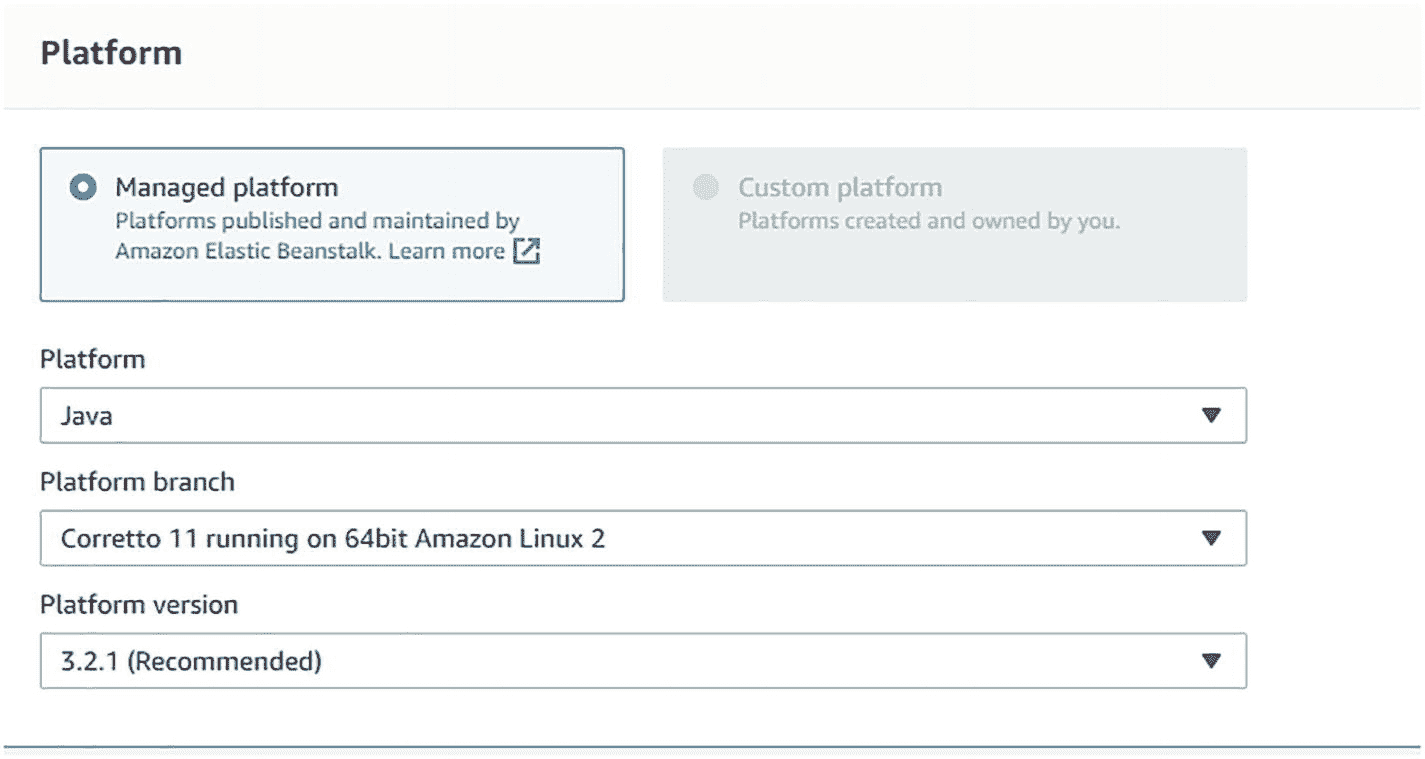 Platform
Managed platform
Platforms published and maintained by
Amazon Elastic Beanstalk. Learn more
Custom platform
Platforms created and owned by you.
Platform
Java
Platform branch
Corretto 11 running on 64bit Amazon Linux 2
Platform version
3.2.1 (Recommended)